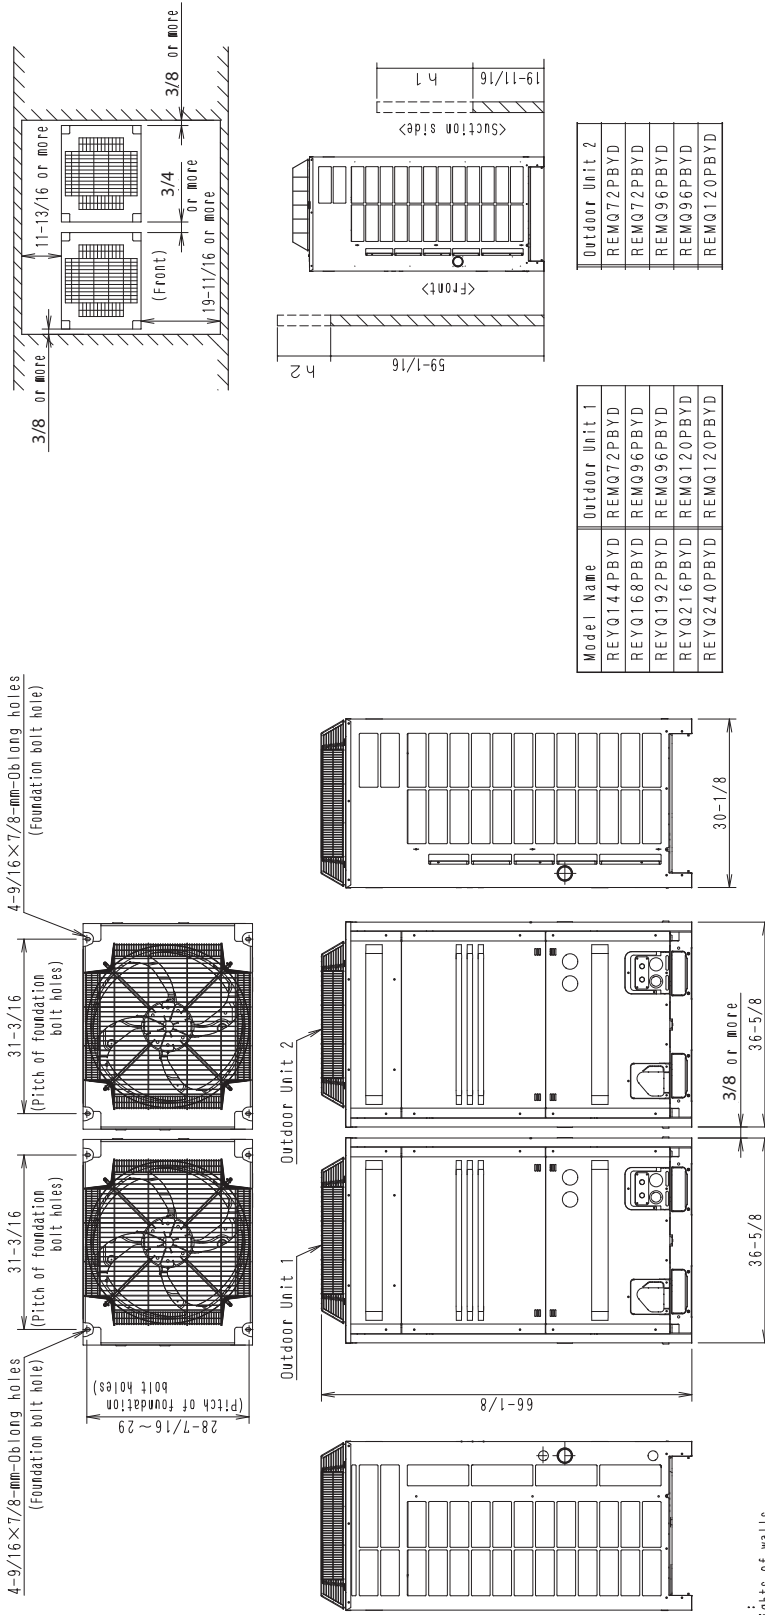 3/8 or more
11-13/16 or more
(Front)
3/4
or more
19-11/16 or more
3/8 or more
h2
59-1/16
<Front>
<Suction side>
h1
19-11/16
4-9/16×7/8-mm-Oblong holes
(Foundation bolt hole)
31-3/16
(Pitch of foundation
bolt holes)
31-3/16
(Pitch of foundation
bolt holes)
4-9/16×7/8-mm-Oblong holes
(Foundation bolt hole)
28-7/16~29
(Pitch of foundation
bolt holes)
Outdoor Unit 1
Outdoor Unit 2
66-1/8
36-5/8
3/8 or more
36-5/8
30-1/8
Model Name Outdoor Unit 1 Outdoor Unit 2
REYQ144PBYD REMQ72PBYD REMQ72PBYD
REYQ168PBYD REMQ96PBYD REMQ72PBYD
REYQ192PBYD REMQ96PBYD REMQ96PBYD
REYQ216PBYD REMQ120PBYD REMQ96PBYD
REYQ240PBYD REMQ120PBYD REMQ120PBYD
of walls